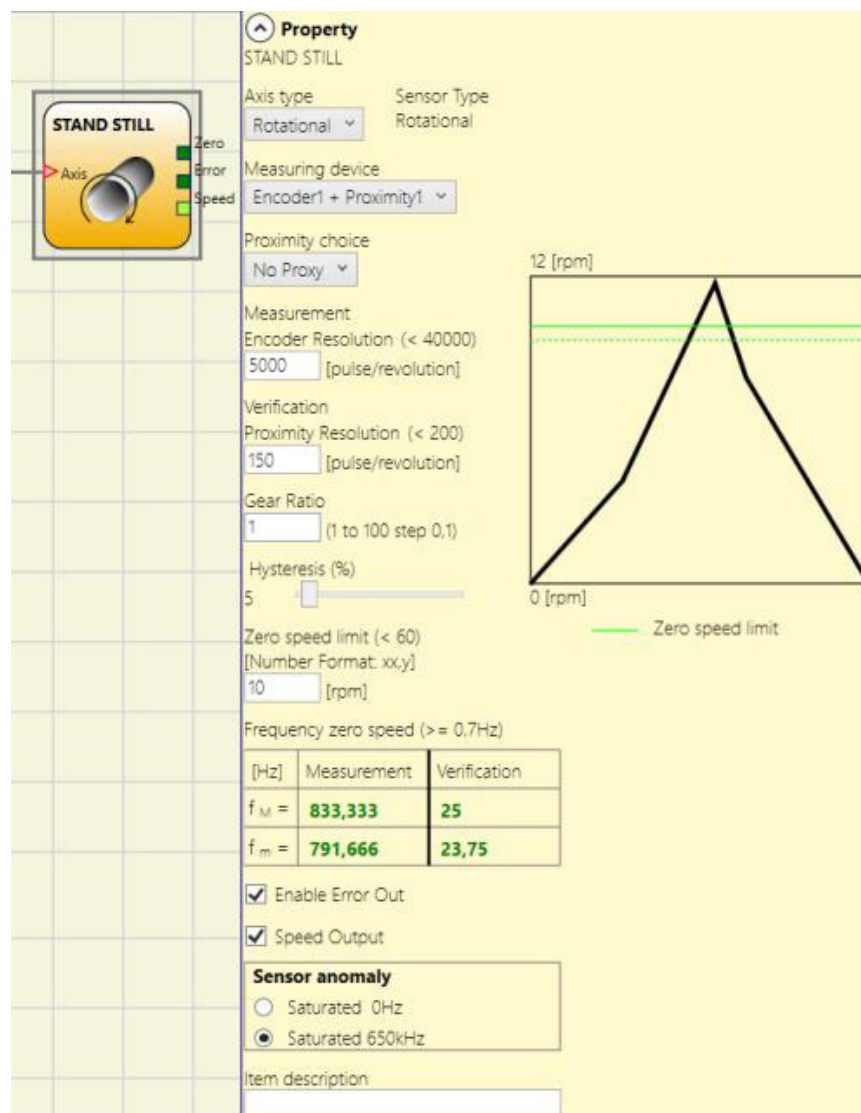 Property
STAND STILL
STAND STILL
Axis
Zero
Error
Speed
Axis type
Sensor Type
Rotational
Rotational
Measuring device
Encoder1 + Proximity1
Proximity choice
No Proxy
Measurement
Encoder Resolution (< 40000)
5000 [pulse/revolution]
Verification
Proximity Resolution (< 200)
150 [pulse/revolution]
Gear Ratio
1 (1 to 100 step 0,1)
Hysteresis (%)
5
Zero speed limit (< 60)
[Number Format: xx,y]
10 [rpm]
12 [rpm]
0 [rpm]
Zero speed limit
Frequency zero speed (>= 0,7Hz)
[Hz] Measurement Verification
f M = 833,333 25
f m = 791,666 23,75
Enable Error Out
Speed Output
Sensor anomaly
Saturated 0Hz
Saturated 650kHz
Item description